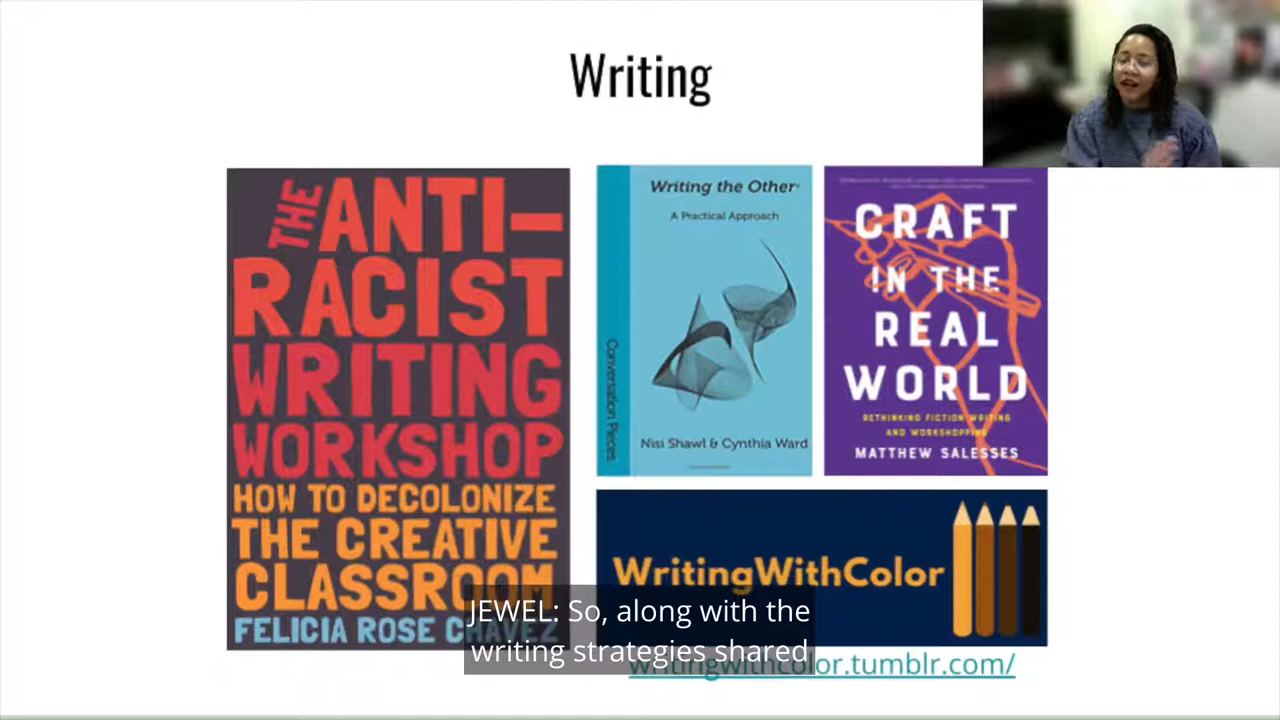 Writing
THE ANTI-
RACIST
WRITING
WORKSHOP
HOW TO DECOLONIZE
THE CREATIVE
CLASSROOM
FELICIA ROSE CHAVEZ
Writing the Other
A Practical Approach
Conversation Pieces
Nisi Shawl & Cynthia Ward
CRAFT
IN THE
REAL
WORLD
RETHINKING FICTION WRITING
AND WORKSHOPPING
MATTHEW SALESSES
WritingWithColor
JEWEL: So, along with the
writing strategies shared
writingwithcolor.tumblr.com/